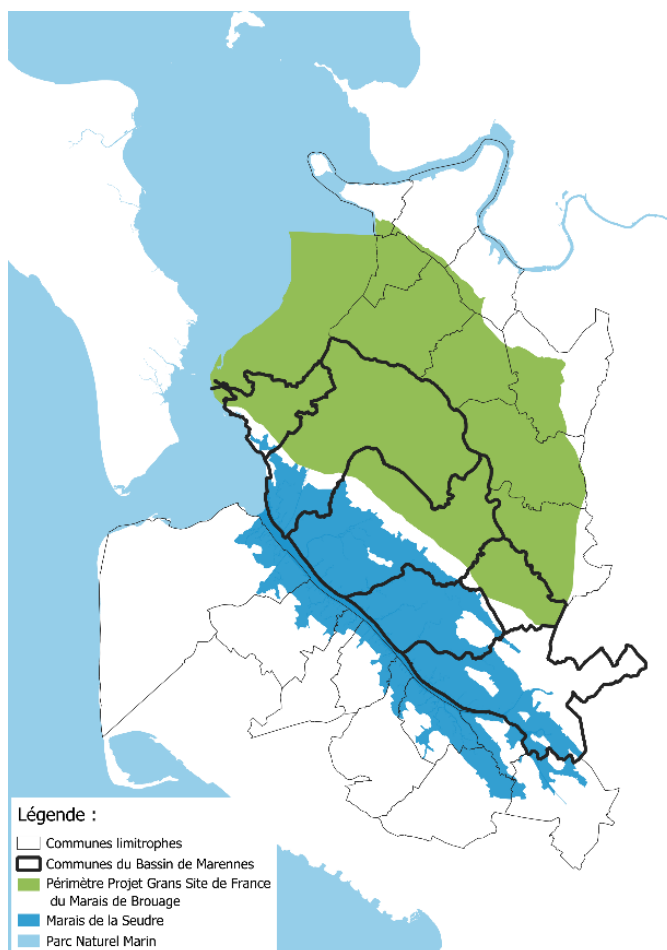 Légende :
Communes limitrophes
Communes du Bassin de Marennes
Périmètre Projet Grans Site de France
du Marais de Brouage
Marais de la Seudre
Parc Naturel Marin